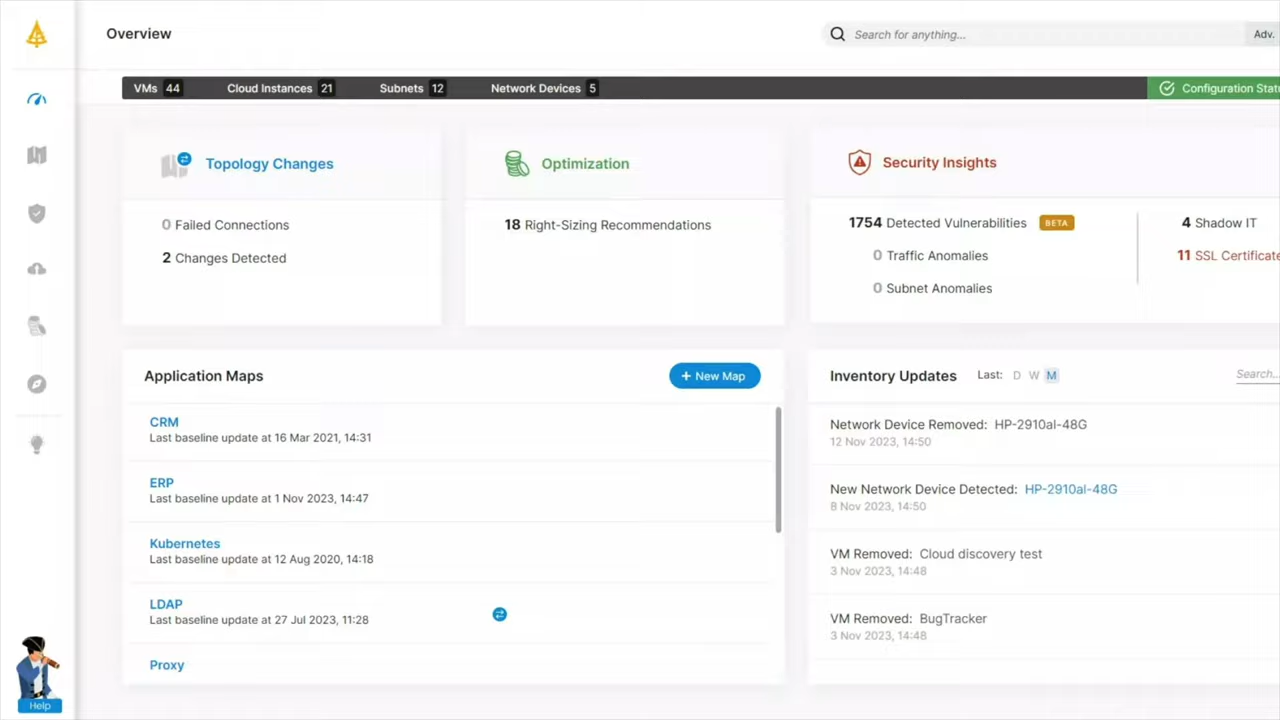 Overview
Search for anything...
Adv.
VMs 44
Cloud Instances 21
Subnets 12
Network Devices 5
Configuration Statu
Topology Changes
0 Failed Connections
2 Changes Detected
Optimization
18 Right-Sizing Recommendations
Security Insights
1754 Detected Vulnerabilities BETA
0 Traffic Anomalies
0 Subnet Anomalies
4 Shadow IT
11 SSL Certificate
Application Maps
+ New Map
CRM
Last baseline update at 16 Mar 2021, 14:31
ERP
Last baseline update at 1 Nov 2023, 14:47
Kubernetes
Last baseline update at 12 Aug 2020, 14:18
LDAP
Last baseline update at 27 Jul 2023, 11:28
Proxy
Inventory Updates
Last: D W M
Search...
Network Device Removed: HP-2910al-48G
12 Nov 2023, 14:50
New Network Device Detected: HP-2910al-48G
8 Nov 2023, 14:50
VM Removed: Cloud discovery test
3 Nov 2023, 14:48
VM Removed: BugTracker
3 Nov 2023, 14:48
Help